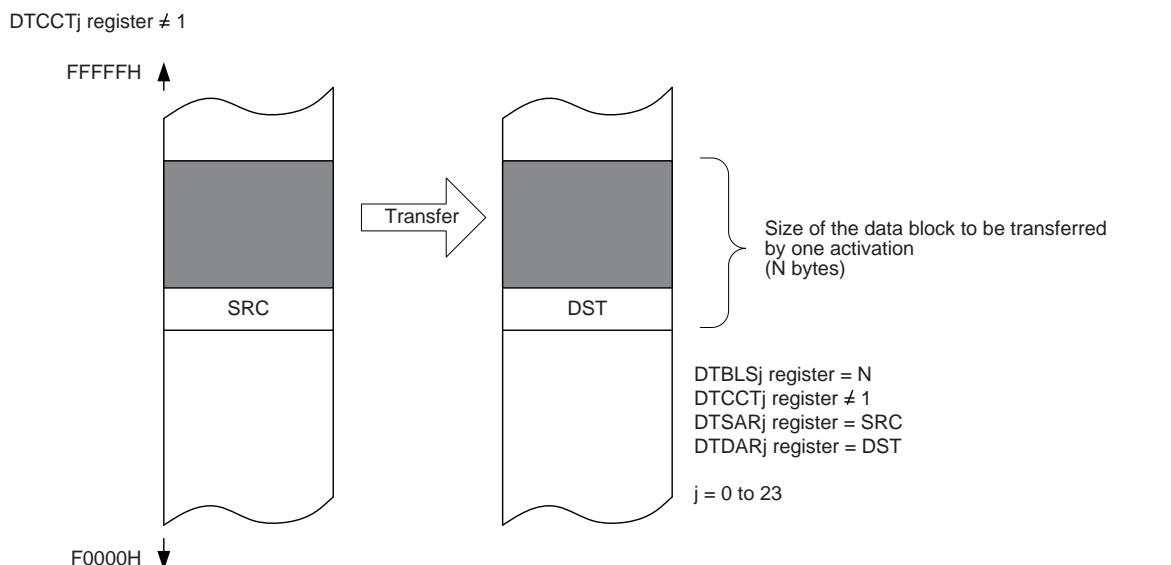 DTCCTj register ≠ 1
FFFFFH
Transfer
Size of the data block to be transferred
by one activation
(N bytes)
SRC
DST
DTBLSj register = N
DTCCTj register ≠ 1
DTSARj register = SRC
DTDARj register = DST
j = 0 to 23
F0000H